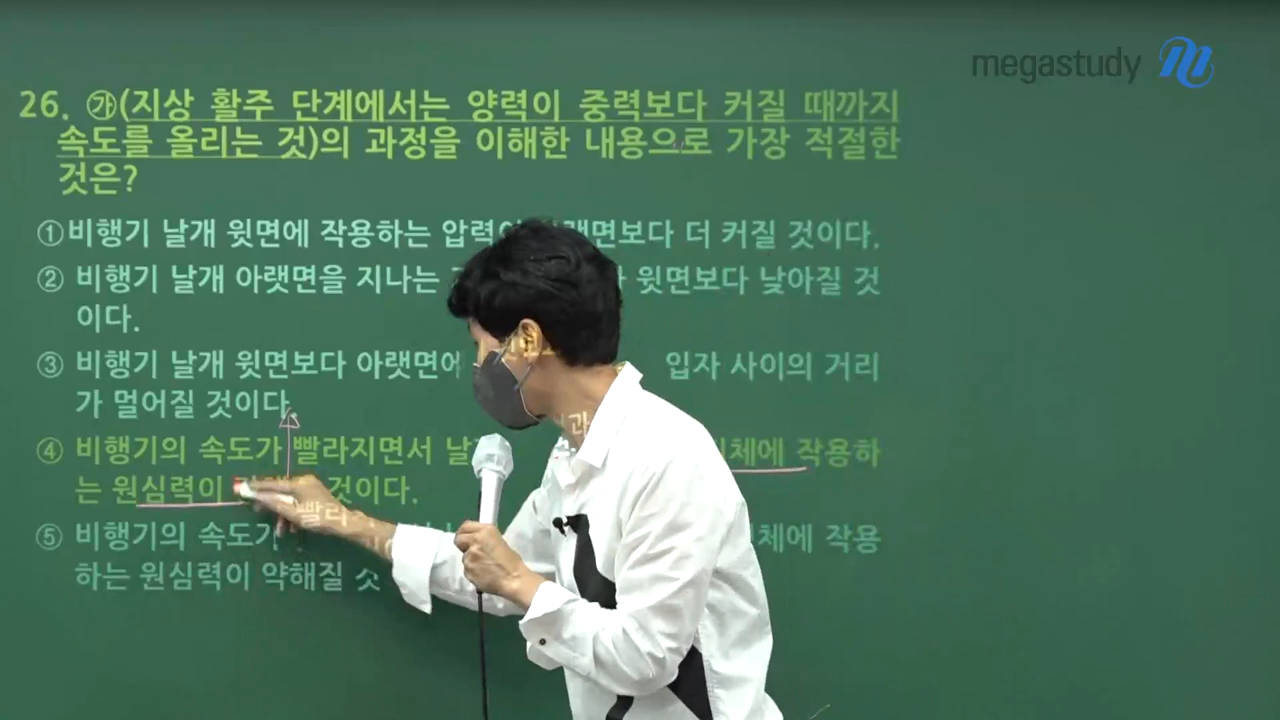 megastudy
26. ㉮(지상 활주 단계에서는 양력이 중력보다 커질 때까지
속도를 올리는 것)의 과정을 이해한 내용으로 가장 적절한
것은?
①비행기 날개 윗면에 작용하는 압력이 아랫면보다 더 커질 것이다.
② 비행기 날개 아랫면을 지나는 윗면보다 낮아질 것
이다.
③ 비행기 날개 윗면보다 아랫면에 입자 사이의 거리
가 멀어질 것이다.
④ 비행기의 속도가 빨라지면서 작용하
는 원심력이 것이다.
⑤ 비행기의 속도가 작용
하는 원심력이 약해질